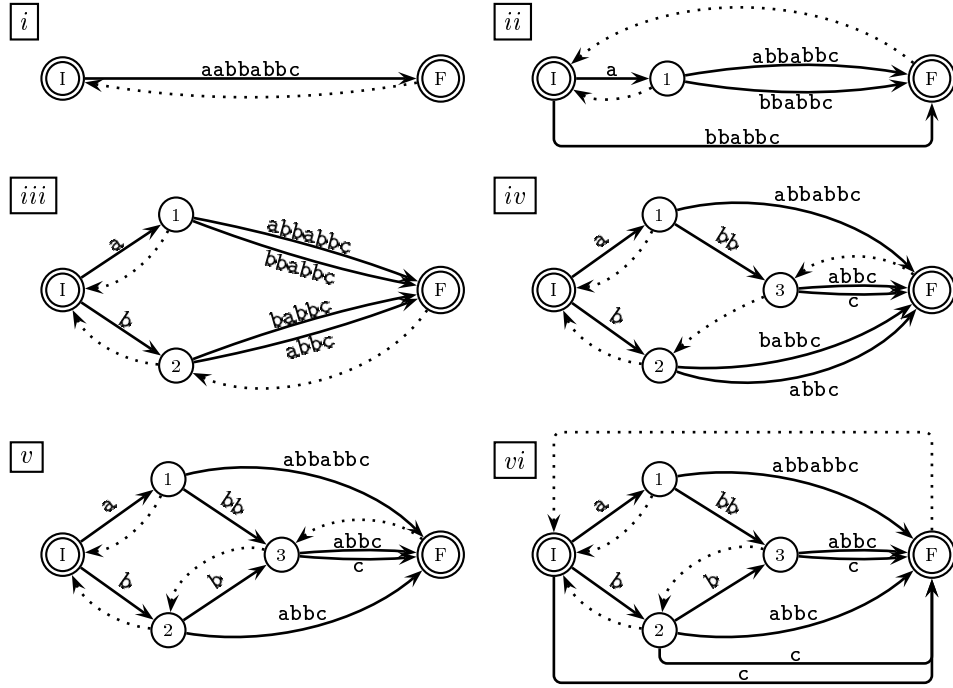 i
I aabbabbc F
ii
I a 1 abbabbc bbabbc F
bbabbc
iii
1
a abbabbc bbabbc
I F
b babbc abbc
2
iv
1 abbabbc
a bb
I 3 abbc c F
b babbc
2 abbc
v
1 abbabbc
a bb
I 3 abbc c F
b b
2 abbc
vi
1 abbabbc
a bb
I 3 abbc c F
b b
2 abbc
c
c